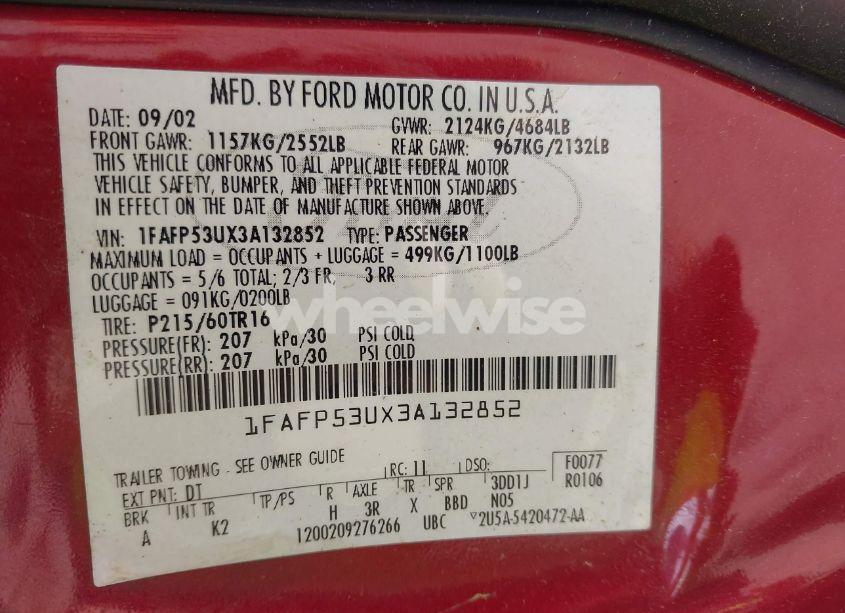 MFD. BY FORD MOTOR CO. IN U.S.A.
DATE: 09/02 GVWR: 2124KG/4684LB
FRONT GAWR: 1157KG/2552LB REAR GAWR: 967KG/2132LB
THIS VEHICLE CONFORMS TO ALL APPLICABLE FEDERAL MOTOR
VEHICLE SAFETY, BUMPER, AND THEFT PREVENTION STANDARDS
IN EFFECT ON THE DATE OF MANUFACTURE SHOWN ABOVE.
VIN: 1FAFP53UX3A132852 TYPE: PASSENGER
MAXIMUM LOAD = OCCUPANTS + LUGGAGE = 499KG/1100LB
OCCUPANTS = 5/6 TOTAL; 2/3 FR, 3 RR
LUGGAGE = 091KG/0200LB
wheelwise
TIRE: P215/60TR16
PRESSURE(FR): 207 kPa/30 PSI COLD
PRESSURE(RR): 207 kPa/30 PSI COLD
1FAFP53UX3A132852
TRAILER TOWING - SEE OWNER GUIDE
EXT PNT: DT RC: 11 DSO: F0077
R0106
BRK INT TR TP/PS R AXLE TR SPR 3DD1J
A K2 H 3R X BBD N05
1200209276266 UBC 2U5A-5420472-AA